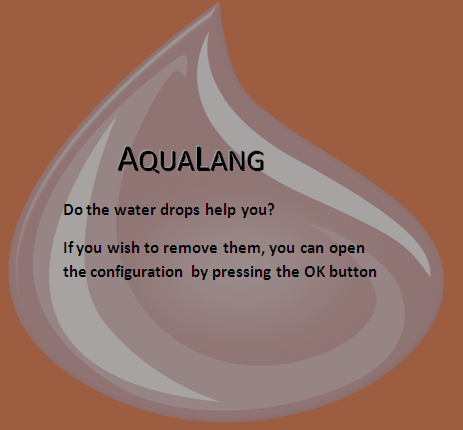 AQUALANG
Do the water drops help you?
If you wish to remove them, you can open
the configuration  by pressing the OK button